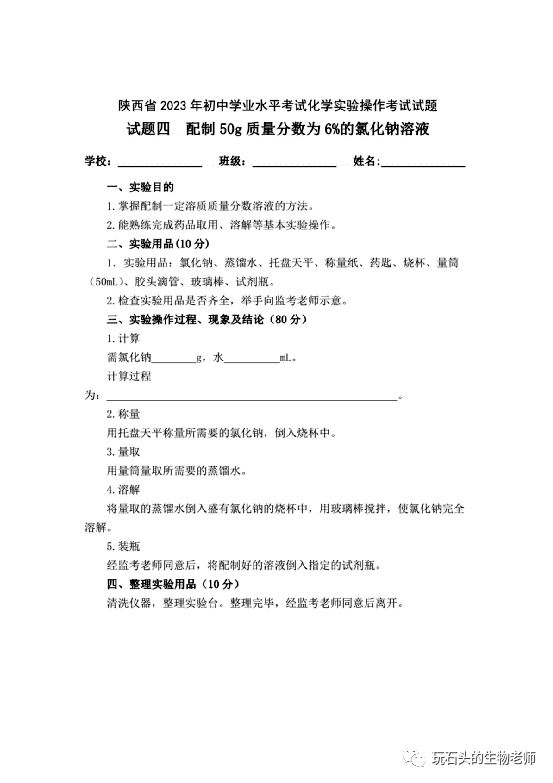 陕西省 2023 年初中学业水平考试化学实验操作考试试题
试题四 配制 50g 质量分数为 6%的氯化钠溶液
学校：______________ 班级：______________ 姓名:______________
一、实验目的
1.掌握配制一定溶质质量分数溶液的方法。
2.能熟练完成药品取用、溶解等基本实验操作。
二、实验用品(10 分)
1. 实验用品：氯化钠、蒸馏水、托盘天平、称量纸、药匙、烧杯、量筒
（50mL）、胶头滴管、玻璃棒、试剂瓶。
2.检查实验用品是否齐全，举手向监考老师示意。
三、实验操作过程、现象及结论（80 分）
1.计算
需氯化钠________g，水__________mL。
计算过程
为：____________________________________________________。
2.称量
用托盘天平称量所需要的氯化钠，倒入烧杯中。
3.量取
用量筒量取所需要的蒸馏水。
4.溶解
将量取的蒸馏水倒入盛有氯化钠的烧杯中，用玻璃棒搅拌，使氯化钠完全
溶解。
5.装瓶
经监考老师同意后，将配制好的溶液倒入指定的试剂瓶。
四、整理实验用品（10 分）
清洗仪器，整理实验台。整理完毕，经监考老师同意后离开。
玩石头的生物老师